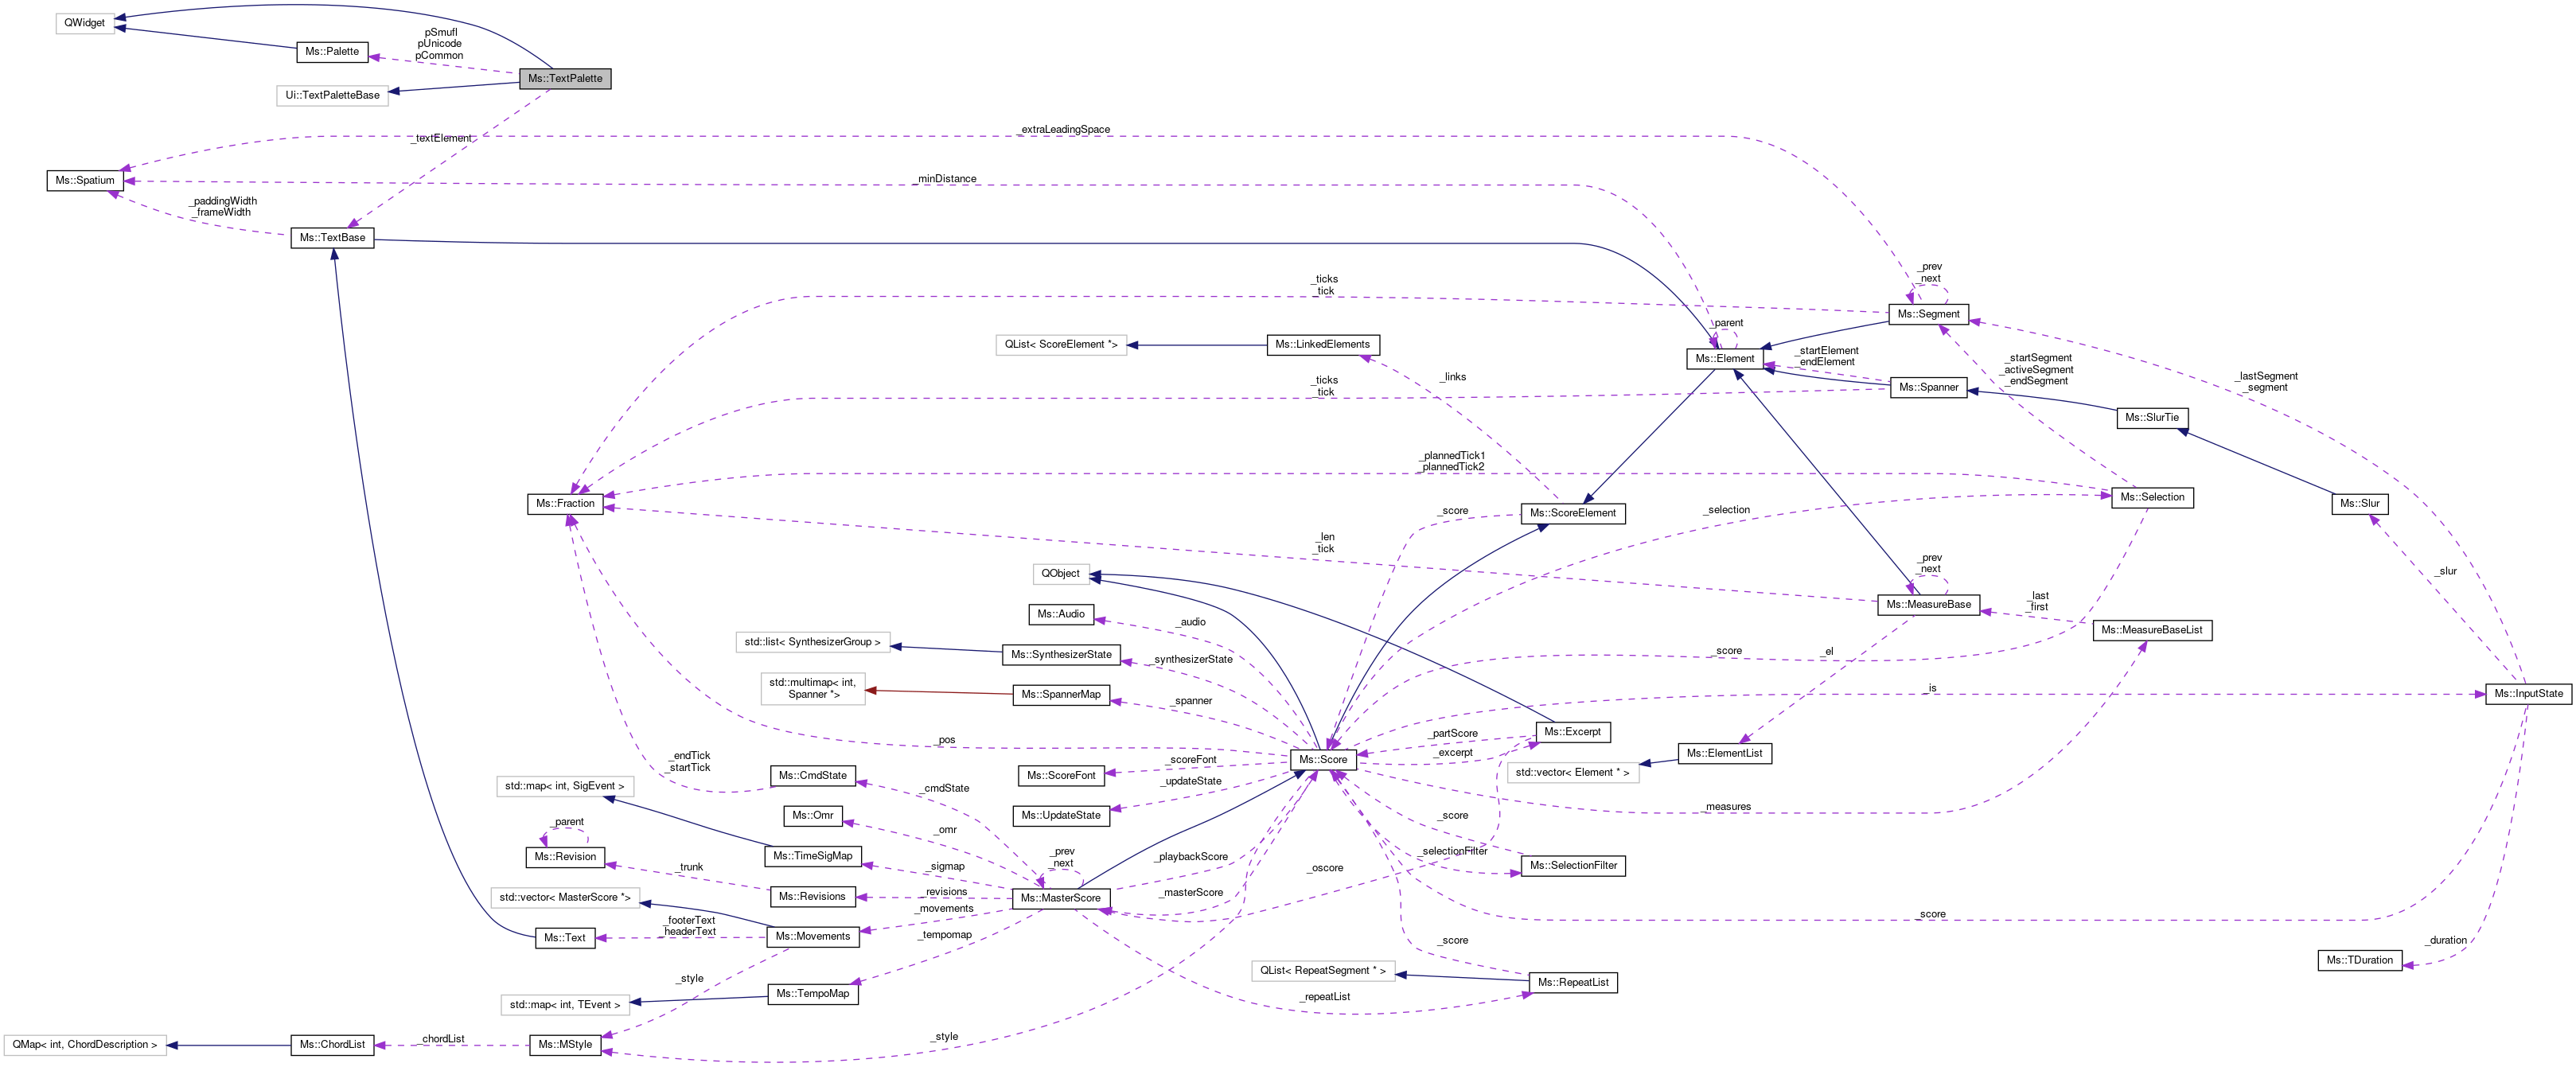 QWidget
pSmufl
pUnicode
pCommon
Ms::Palette
Ms::TextPalette
Ui::TextPaletteBase
_extraLeadingSpace
_textElement
Ms::Spatium
_minDistance
_paddingWidth
_frameWidth
Ms::TextBase
_prev
_next
_ticks
_tick
Ms::Segment
_parent
QList< ScoreElement *>
Ms::LinkedElements
Ms::Element
_startElement
_endElement
_startSegment
_activeSegment
_endSegment
_lastSegment
_segment
_links
_ticks
_tick
Ms::Spanner
Ms::SlurTie
_plannedTick1
_plannedTick2
Ms::Fraction
Ms::ScoreElement
_score
_selection
Ms::Selection
Ms::Slur
_len
_tick
_prev
_next
QObject
_slur
Ms::MeasureBase
_last
_first
Ms::Audio
_audio
Ms::MeasureBaseList
std::list< SynthesizerGroup >
Ms::SynthesizerState
_synthesizerState
_score
_el
std::multimap< int,
Spanner *>
Ms::SpannerMap
_spanner
_is
Ms::InputState
_pos
_partScore
Ms::Excerpt
_excerpt
Ms::ElementList
_endTick
_startTick
Ms::CmdState
Ms::ScoreFont
_scoreFont
Ms::Score
std::vector< Element * >
std::map< int, SigEvent >
_cmdState
_updateState
Ms::Omr
Ms::UpdateState
_measures
_parent
_omr
_score
Ms::Revision
Ms::TimeSigMap
_prev
_next
_playbackScore
_selectionFilter
_trunk
_sigmap
_oscore
Ms::SelectionFilter
std::vector< MasterScore *>
Ms::Revisions
_revisions
Ms::MasterScore
_masterScore
_footerText
_headerText
_movements
_score
Ms::Text
Ms::Movements
_tempomap
_score
_duration
Ms::TDuration
_style
QList< RepeatSegment * >
Ms::RepeatList
std::map< int, TEvent >
Ms::TempoMap
_repeatList
QMap< int, ChordDescription >
Ms::ChordList
_chordList
Ms::MStyle
_style